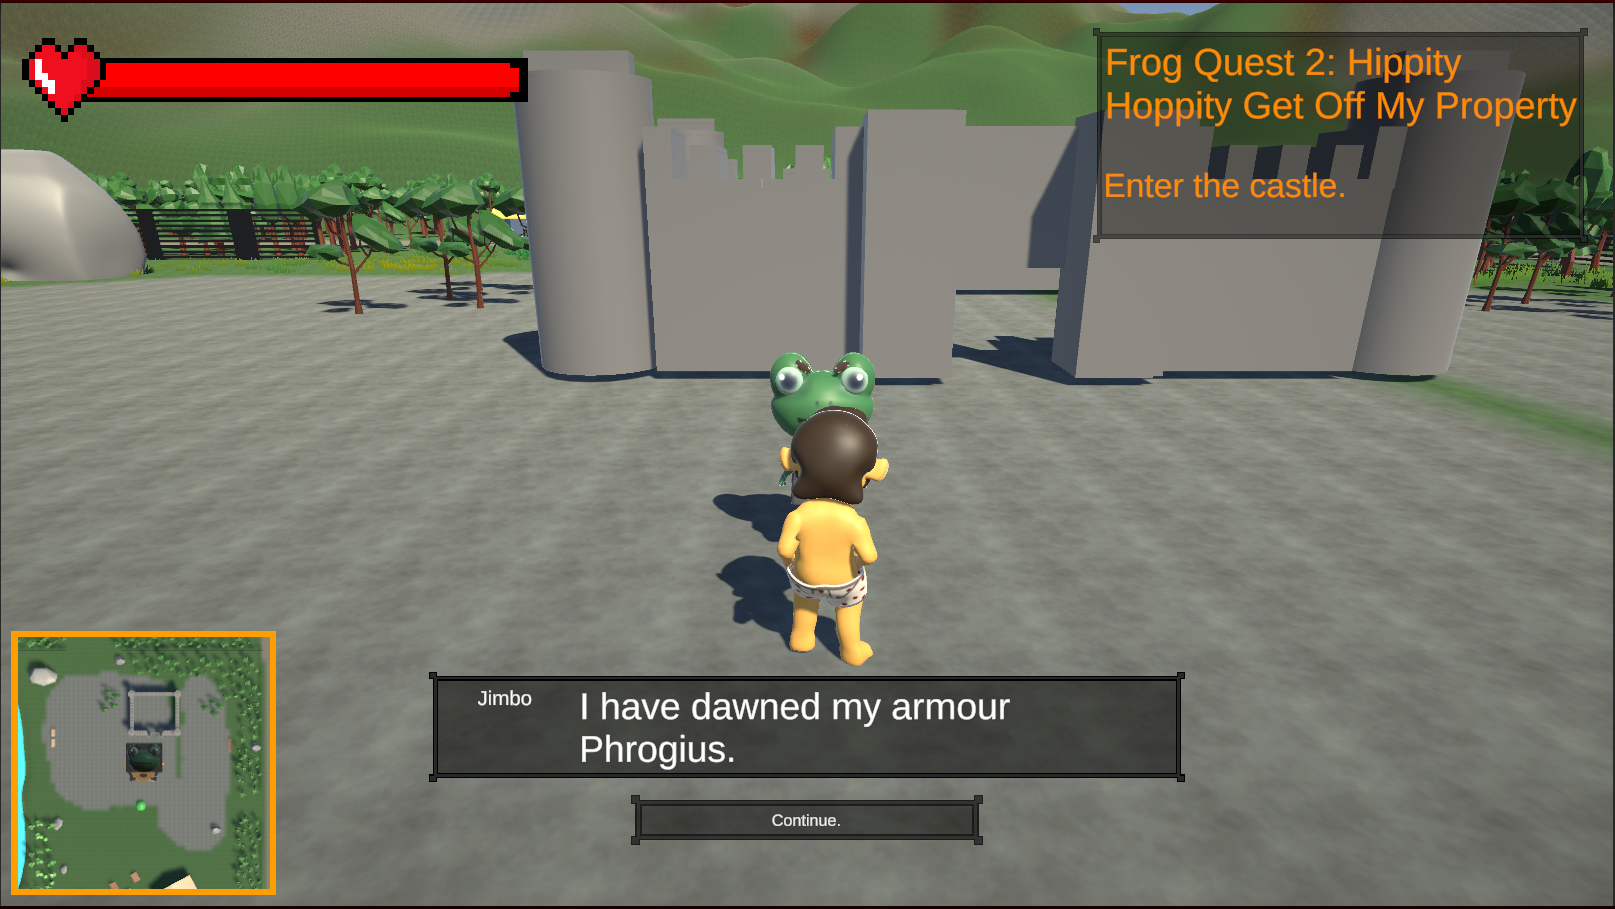 Frog Quest 2: Hippity
Hoppity Get Off My Property
Enter the castle.
Jimbo
I have dawned my armour
Phrogius.
Continue.